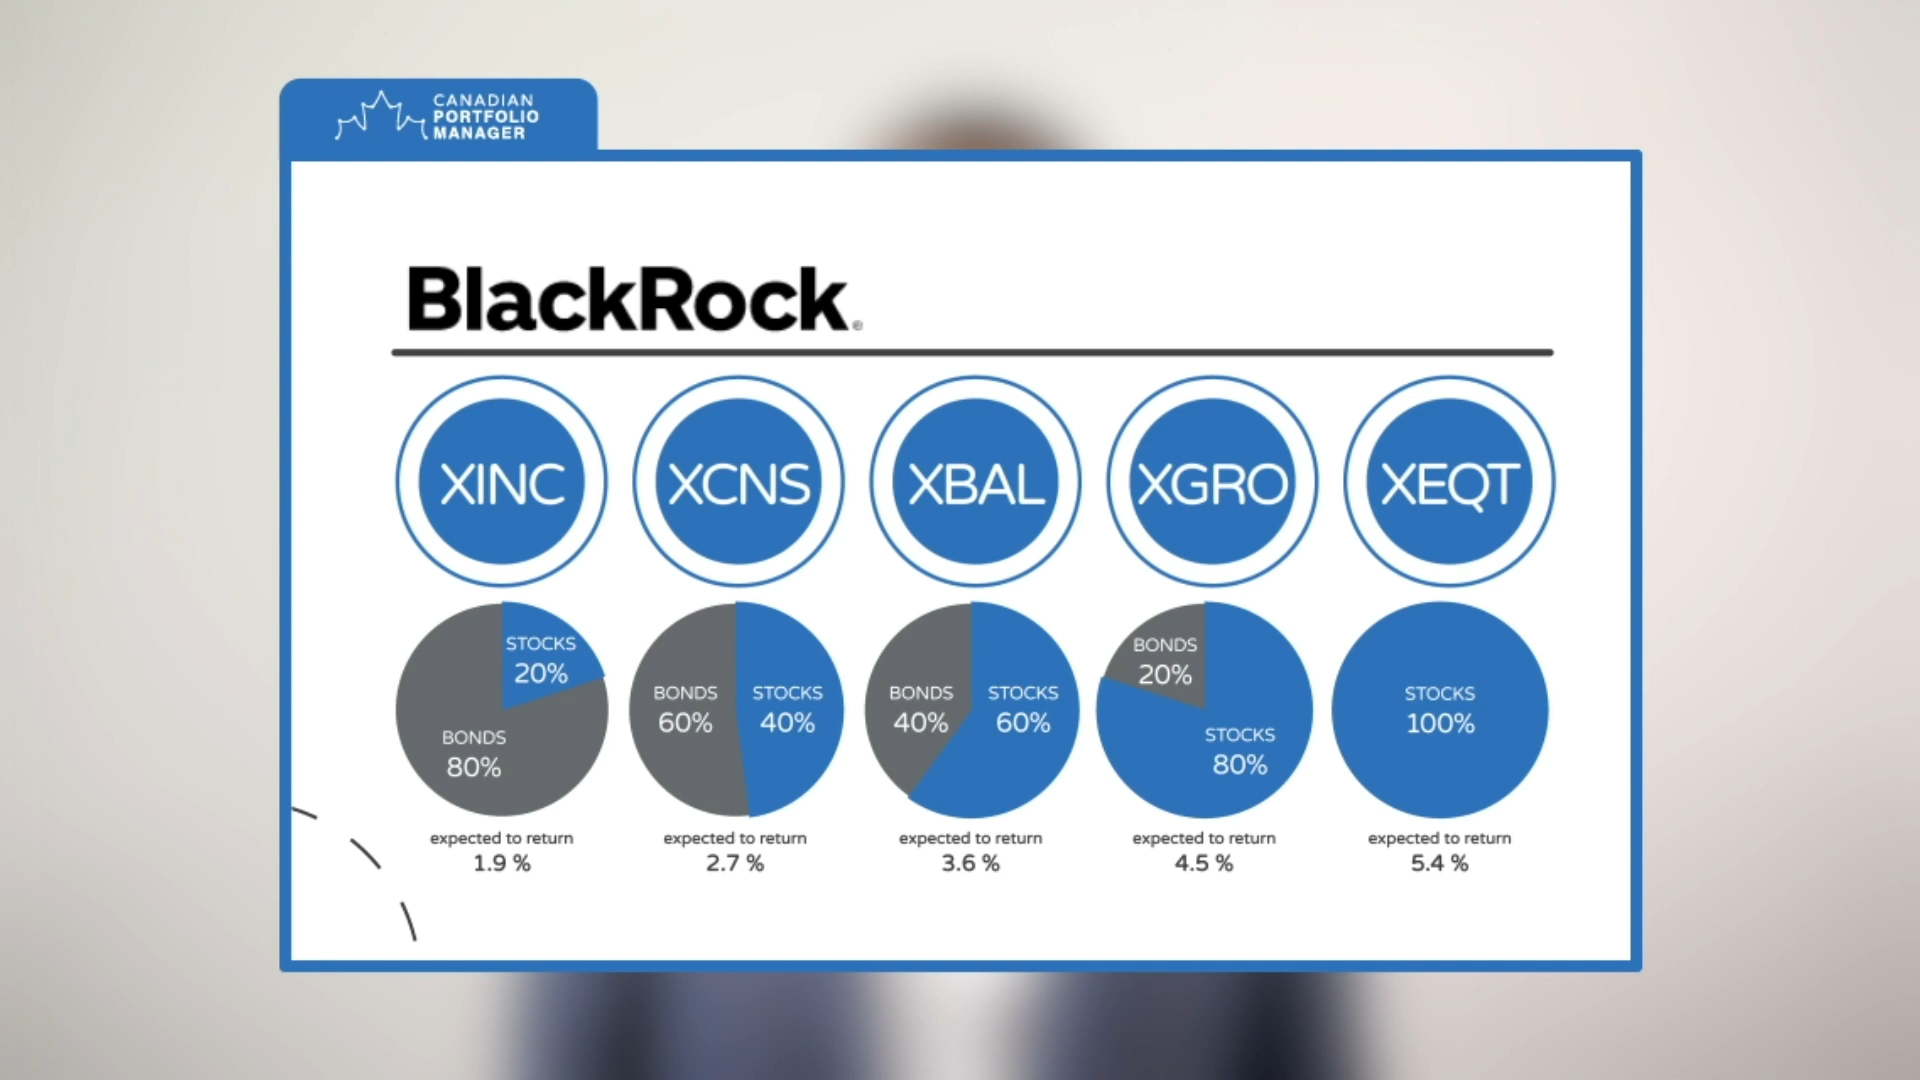 CANADIAN
PORTFOLIO
MANAGER
BlackRock®
XINC XCNS XBAL XGRO XEQT
STOCKS
20%
BONDS
80%
BONDS
60%
STOCKS
40%
BONDS
40%
STOCKS
60%
BONDS
20%
STOCKS
80%
STOCKS
100%
expected to return
1.9 %
expected to return
2.7 %
expected to return
3.6 %
expected to return
4.5 %
expected to return
5.4 %